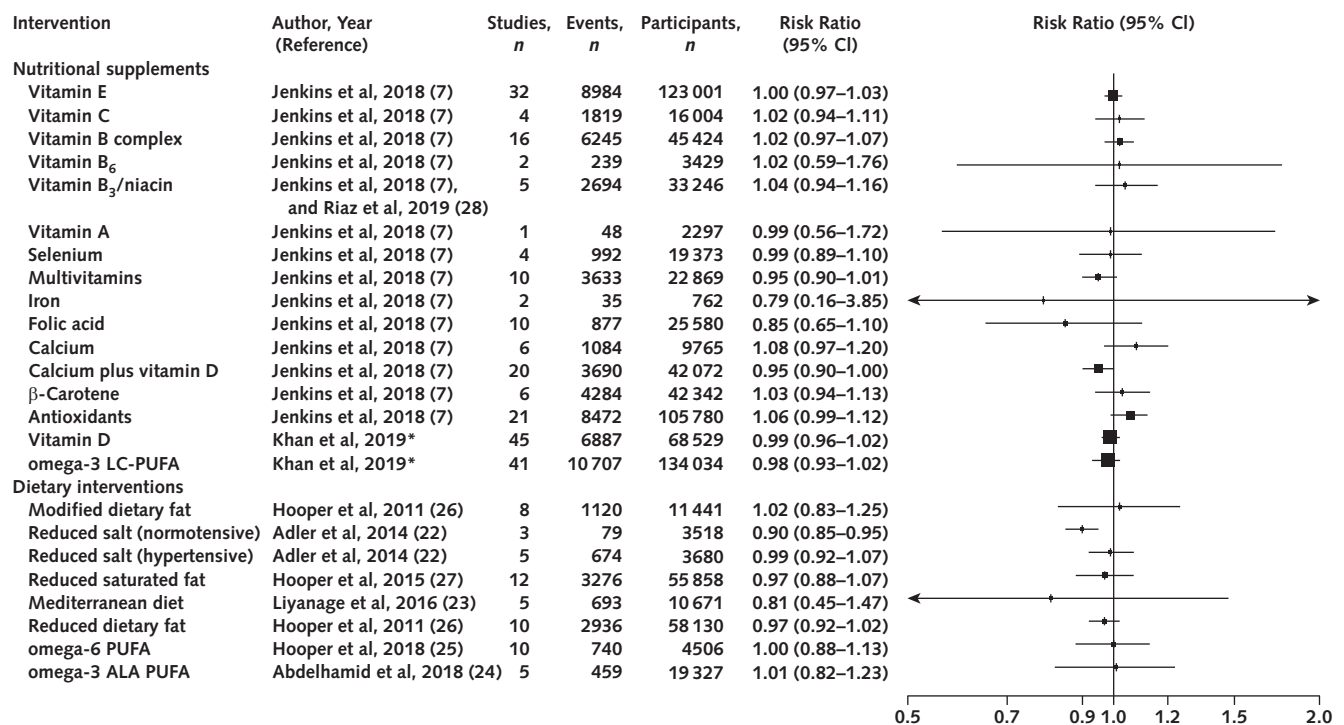 Intervention Author, Year Studies, Events, Participants, Risk Ratio Risk Ratio (95% CI)
(Reference) n n n (95% CI)
Nutritional supplements
Vitamin E Jenkins et al, 2018 (7) 32 8984 123 001 1.00 (0.97–1.03)
Vitamin C Jenkins et al, 2018 (7) 4 1819 16 004 1.02 (0.94–1.11)
Vitamin B complex Jenkins et al, 2018 (7) 16 6245 45 424 1.02 (0.97–1.07)
Vitamin B6 Jenkins et al, 2018 (7) 2 239 3429 1.02 (0.59–1.76)
Vitamin B3/niacin Jenkins et al, 2018 (7), 5 2694 33 246 1.04 (0.94–1.16)
and Riaz et al, 2019 (28)
Vitamin A Jenkins et al, 2018 (7) 1 48 2297 0.99 (0.56–1.72)
Selenium Jenkins et al, 2018 (7) 4 992 19 373 0.99 (0.89–1.10)
Multivitamins Jenkins et al, 2018 (7) 10 3633 22 869 0.95 (0.90–1.01)
Iron Jenkins et al, 2018 (7) 2 35 762 0.79 (0.16–3.85)
Folic acid Jenkins et al, 2018 (7) 10 877 25 580 0.85 (0.65–1.10)
Calcium Jenkins et al, 2018 (7) 6 1084 9765 1.08 (0.97–1.20)
Calcium plus vitamin D Jenkins et al, 2018 (7) 20 3690 42 072 0.95 (0.90–1.00)
β-Carotene Jenkins et al, 2018 (7) 6 4284 42 342 1.03 (0.94–1.13)
Antioxidants Jenkins et al, 2018 (7) 21 8472 105 780 1.06 (0.99–1.12)
Vitamin D Khan et al, 2019* 45 6887 68 529 0.99 (0.96–1.02)
omega-3 LC-PUFA Khan et al, 2019* 41 10 707 134 034 0.98 (0.93–1.02)
Dietary interventions
Modified dietary fat Hooper et al, 2011 (26) 8 1120 11 441 1.02 (0.83–1.25)
Reduced salt (normotensive) Adler et al, 2014 (22) 3 79 3518 0.90 (0.85–0.95)
Reduced salt (hypertensive) Adler et al, 2014 (22) 5 674 3680 0.99 (0.92–1.07)
Reduced saturated fat Hooper et al, 2015 (27) 12 3276 55 858 0.97 (0.88–1.07)
Mediterranean diet Liyanage et al, 2016 (23) 5 693 10 671 0.81 (0.45–1.47)
Reduced dietary fat Hooper et al, 2011 (26) 10 2936 58 130 0.97 (0.92–1.02)
omega-6 PUFA Hooper et al, 2018 (25) 10 740 4506 1.00 (0.88–1.13)
omega-3 ALA PUFA Abdelhamid et al, 2018 (24) 5 459 19 327 1.01 (0.82–1.23)
0.5 0.7 0.9 1.0 1.2 1.5 2.0